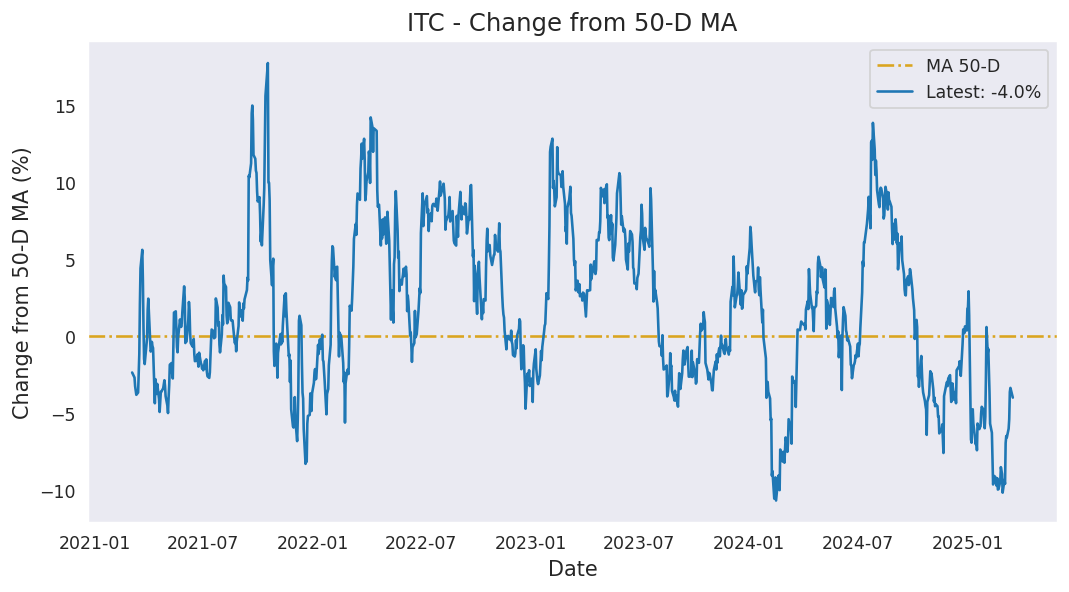 ITC - Change from 50-D MA
MA 50-D
Latest: -4.0%
Change from 50-D MA (%)
15
10
5
0
−5
−10
2021-01 2021-07 2022-01 2022-07 2023-01 2023-07 2024-01 2024-07 2025-01
Date